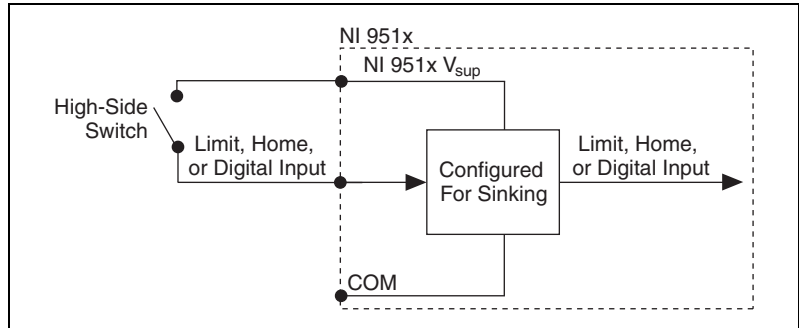 NI 951x
NI 951x Vsup
High-Side
Switch
Limit, Home,
or Digital Input
Configured
For Sinking
Limit, Home,
or Digital Input
COM